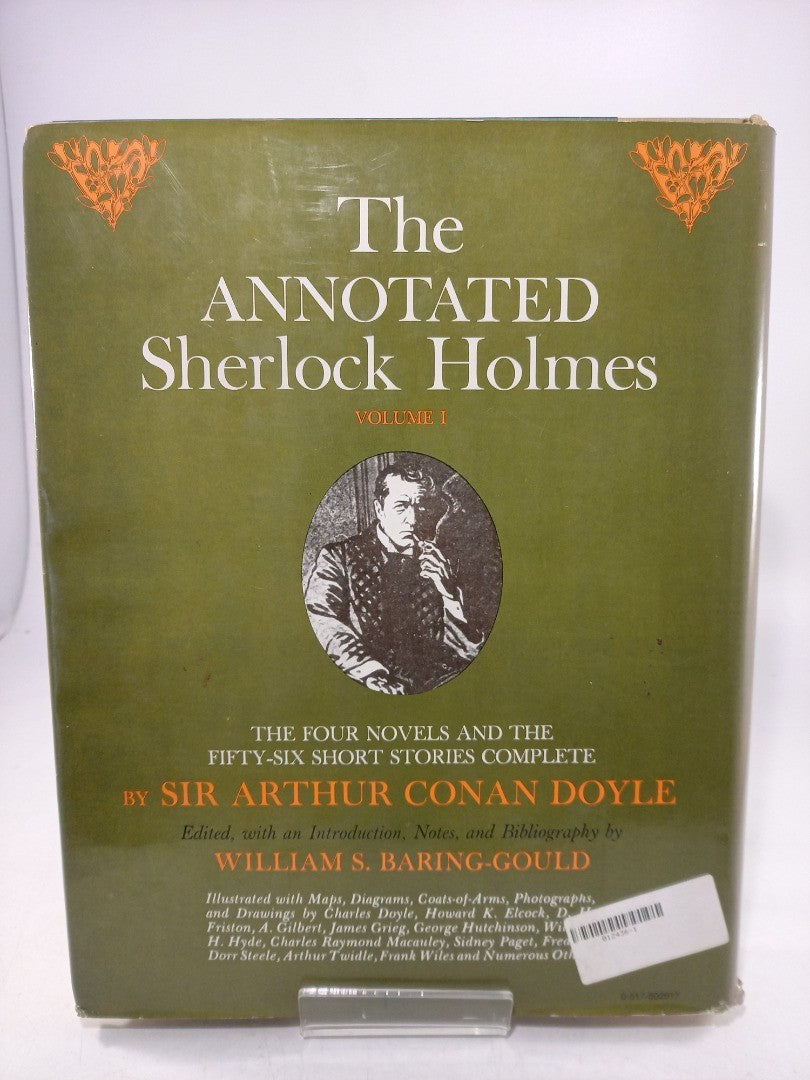 The
ANNOTATED
Sherlock Holmes
VOLUME I
THE FOUR NOVELS AND THE
FIFTY-SIX SHORT STORIES COMPLETE
BY SIR ARTHUR CONAN DOYLE
Edited, with an Introduction, Notes, and Bibliography by
WILLIAM S. BARING-GOULD
Illustrated with Maps, Diagrams, Coats-of-Arms, Photographs,
and Drawings by Charles Doyle, Howard K. Elcock, D. H.
Friston, A. Gilbert, James Greig, George Hutchinson,
H. Hyde, Charles Raymond Macauley, Sidney Paget,
Dorr Steele, Arthur Twidle, Frank Wiles and Numerous